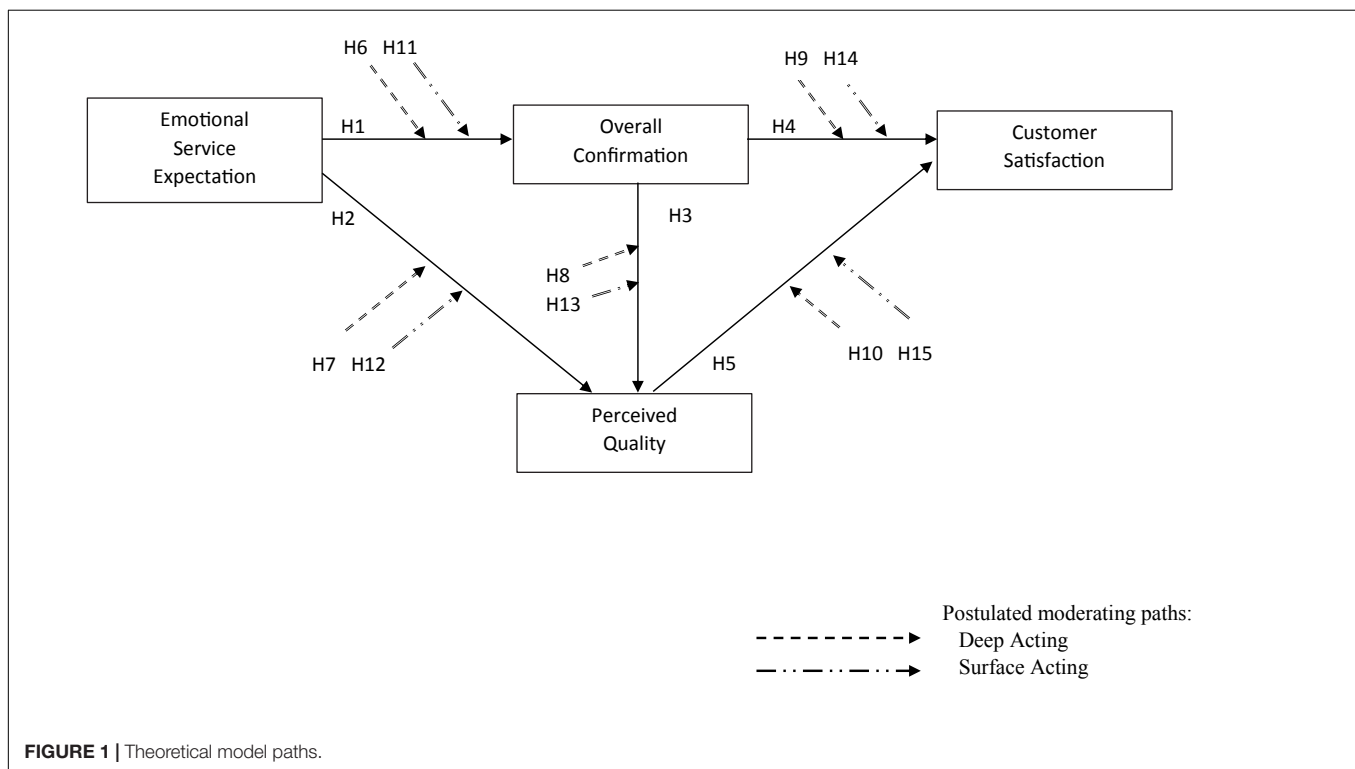 H6 H11
H9 H14
Emotional
Service
Expectation
H1
Overall
Confirmation
H4
Customer
Satisfaction
H2
H3
H8
H13
H7 H12
H10 H15
H5
Perceived
Quality
Postulated moderating paths:
Deep Acting
Surface Acting
FIGURE 1 | Theoretical model paths.